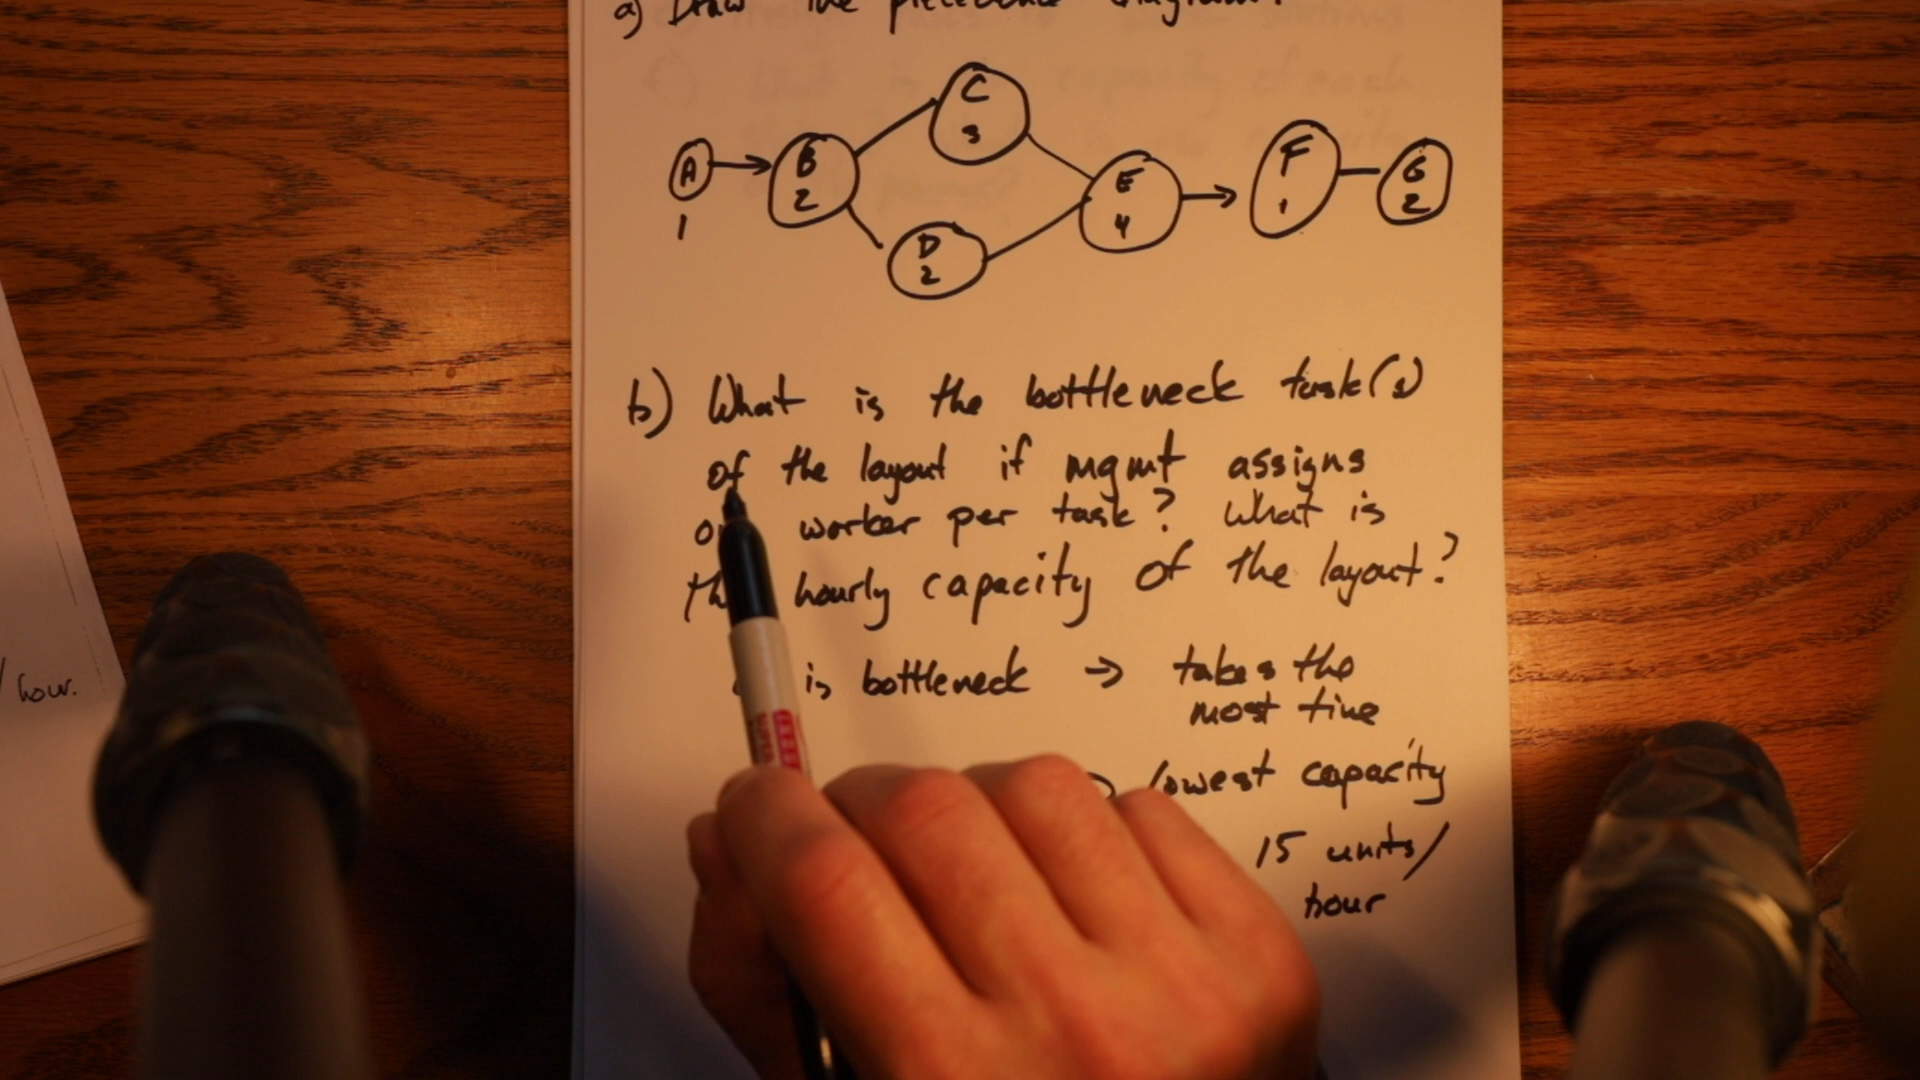 a) Draw the precedence diagram.
C
3
A
1
B
2
D
2
E
4
F
1
G
2
b) What is the bottleneck task(s)
of the layout if mgmt assigns
worker per task? What is
hourly capacity of the layout?
is bottleneck → takes the
most time
lowest capacity
15 units/
hour
/ hour.